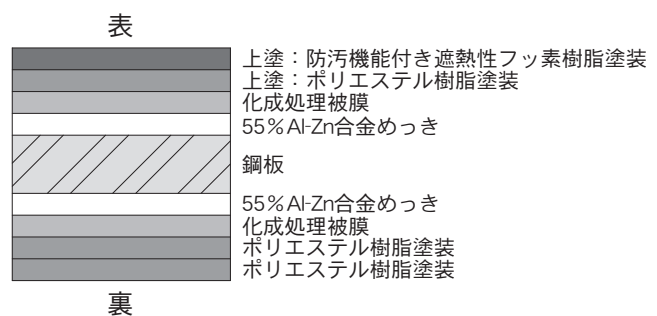 表
上塗：防汚機能付き遮熱性フッ素樹脂塗装
上塗：ポリエステル樹脂塗装
化成処理被膜
55％Al-Zn合金めっき
鋼板
55％Al-Zn合金めっき
化成処理被膜
ポリエステル樹脂塗装
ポリエステル樹脂塗装
裏